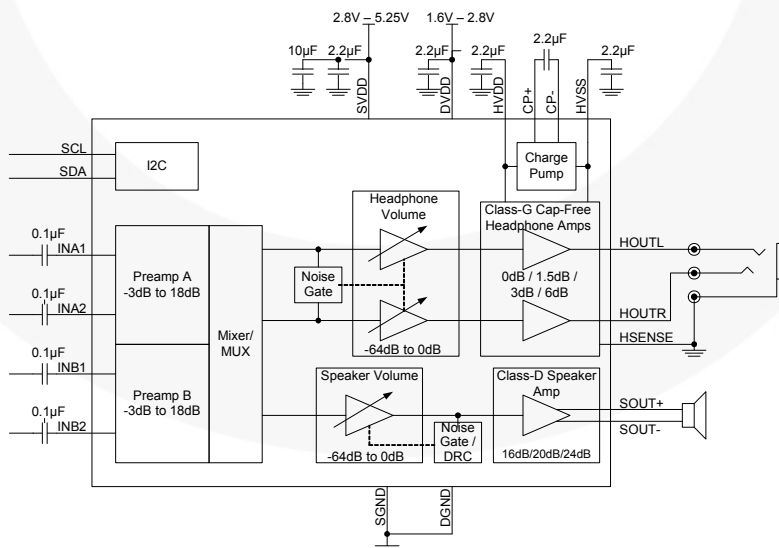 2.8V – 5.25V
1.6V – 2.8V
10µF
2.2µF
2.2µF
2.2µF
2.2µF
2.2µF
SVDD
DVDD
HVDD
CP+
CP-
HVSS
SCL
SDA
I2C
Charge
Pump
Headphone
Volume
Class-G Cap-Free
Headphone Amps
0.1µF
INA1
0.1µF
INA2
Preamp A
-3dB to 18dB
Mixer/
MUX
Noise
Gate
-64dB to 0dB
0dB / 1.5dB /
3dB / 6dB
HOUTL
HOUTR
HSENSE
0.1µF
INB1
0.1µF
INB2
Preamp B
-3dB to 18dB
Speaker Volume
-64dB to 0dB
Noise
Gate /
DRC
Class-D Speaker
Amp
16dB/20dB/24dB
SOUT+
SOUT-
SGND
DGND